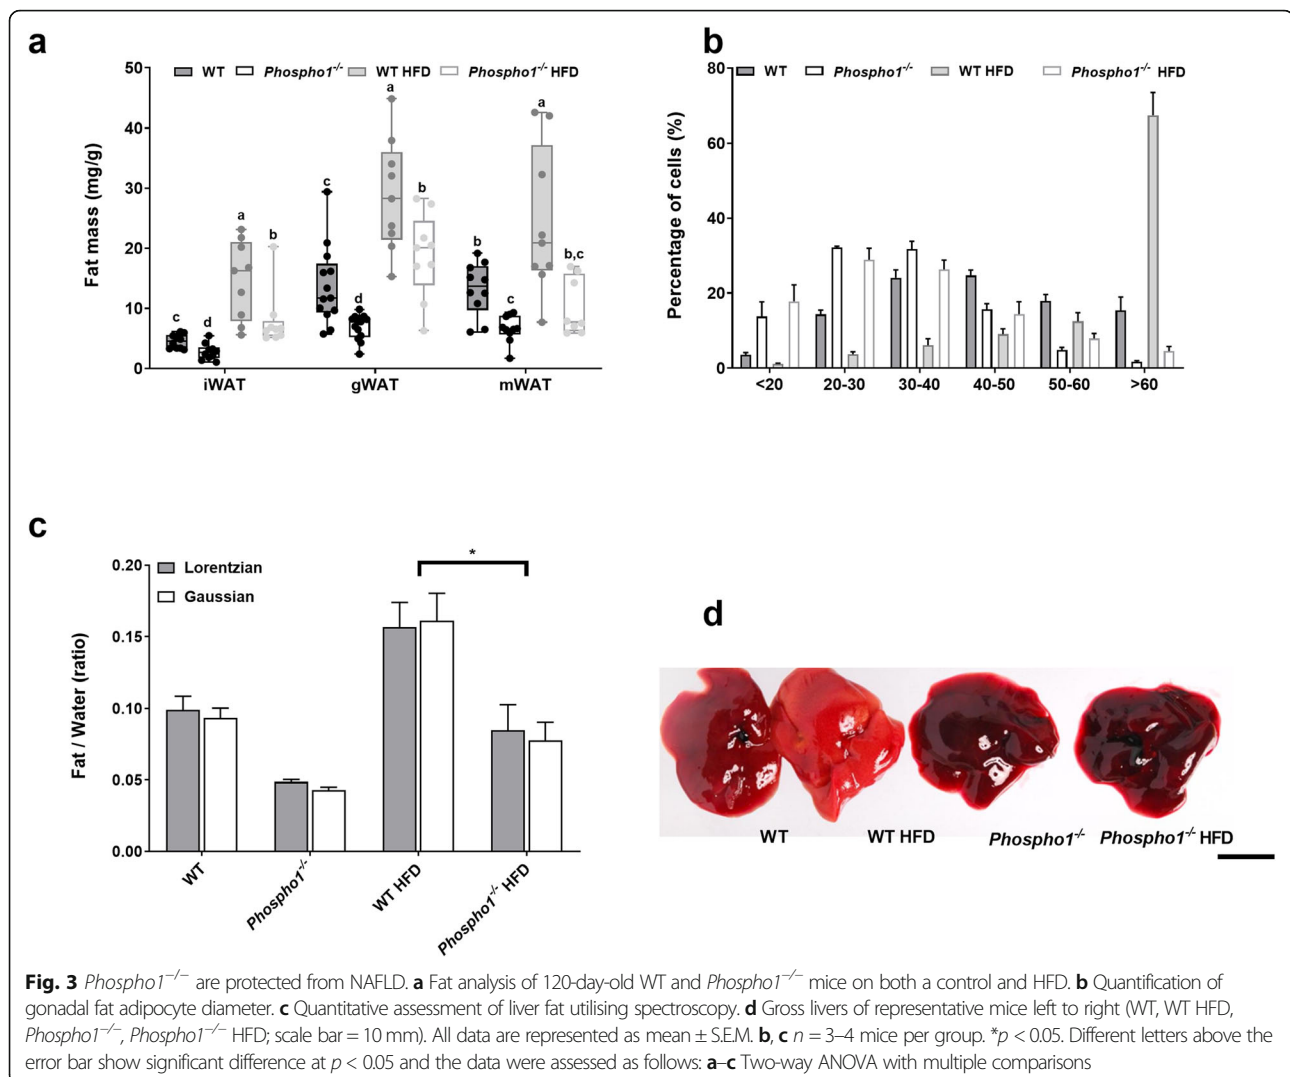 a
WT Phospho1-/- WT HFD Phospho1-/- HFD
Fat mass (mg/g)
50
40
30
20
10
0
c d a b
c d a b
b c a b,c
iWAT gWAT mWAT
b
WT Phospho1-/- WT HFD Phospho1-/- HFD
Percentage of cells (%)
80
60
40
20
0
<20 20-30 30-40 40-50 50-60 >60
c
Lorentzian
Gaussian
*
Fat / Water (ratio)
0.20
0.15
0.10
0.05
0.00
WT Phospho1-/- WT HFD Phospho1-/- HFD
d
WT WT HFD Phospho1-/- Phospho1-/- HFD
Fig. 3 Phospho1−/− are protected from NAFLD. a Fat analysis of 120-day-old WT and Phospho1−/− mice on both a control and HFD. b Quantification of
gonadal fat adipocyte diameter. c Quantitative assessment of liver fat utilising spectroscopy. d Gross livers of representative mice left to right (WT, WT HFD,
Phospho1−/−, Phospho1−/− HFD; scale bar = 10 mm). All data are represented as mean ± S.E.M. b, c n = 3–4 mice per group. *p < 0.05. Different letters above the
error bar show significant difference at p < 0.05 and the data were assessed as follows: a–c Two-way ANOVA with multiple comparisons